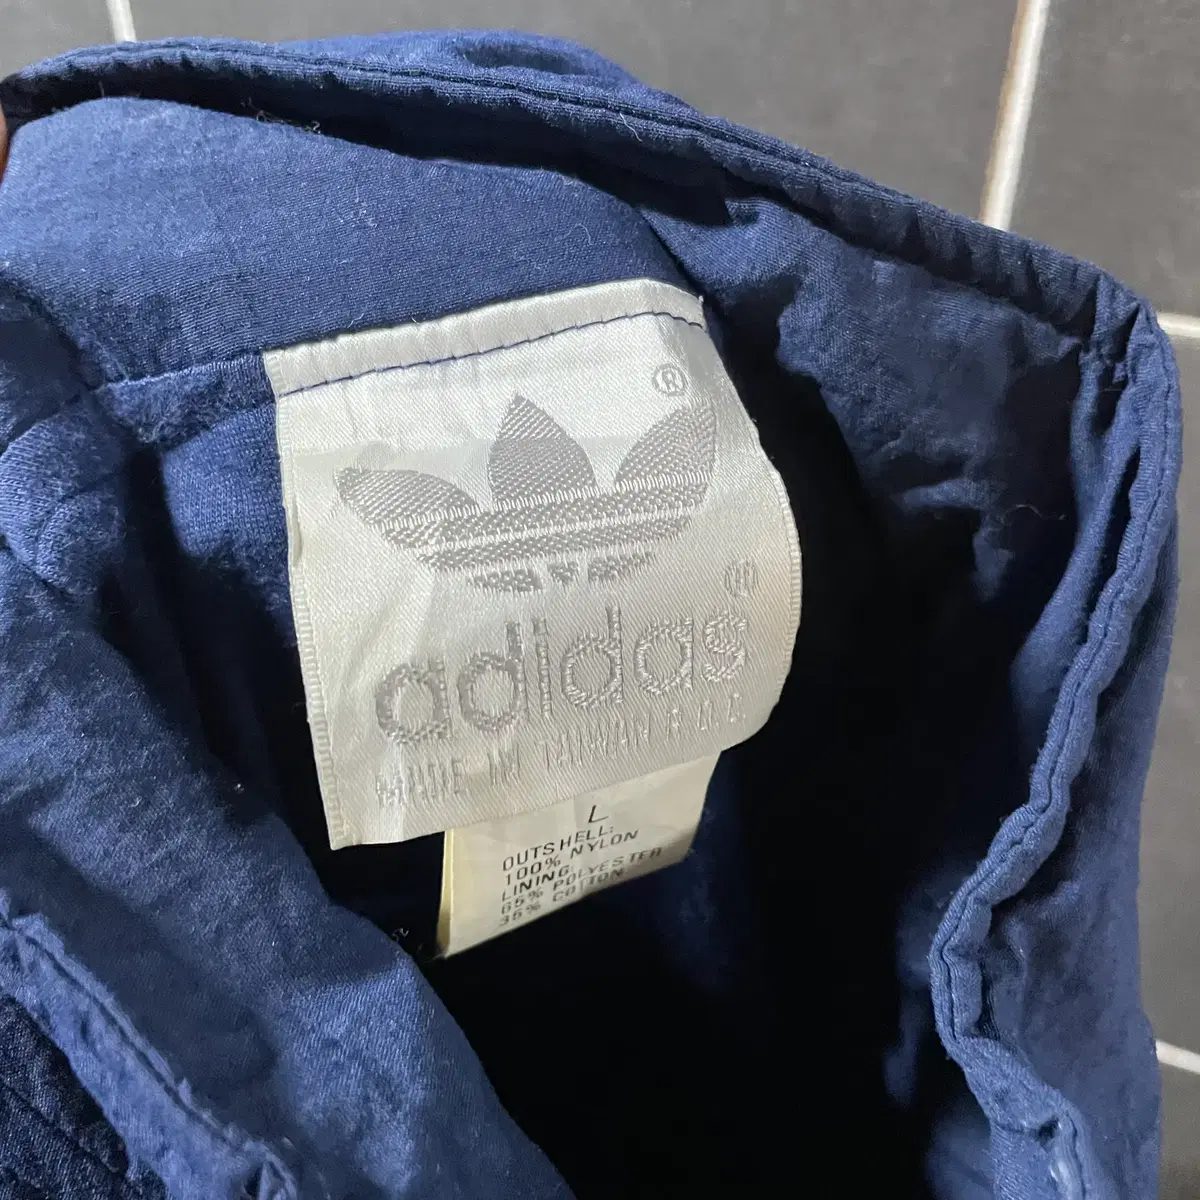 ®
adidas®
MADE IN TAIWAN R.O.C.
L
OUTSHELL:
100% NYLON
LINING:
65% POLYESTER
35% COTTON